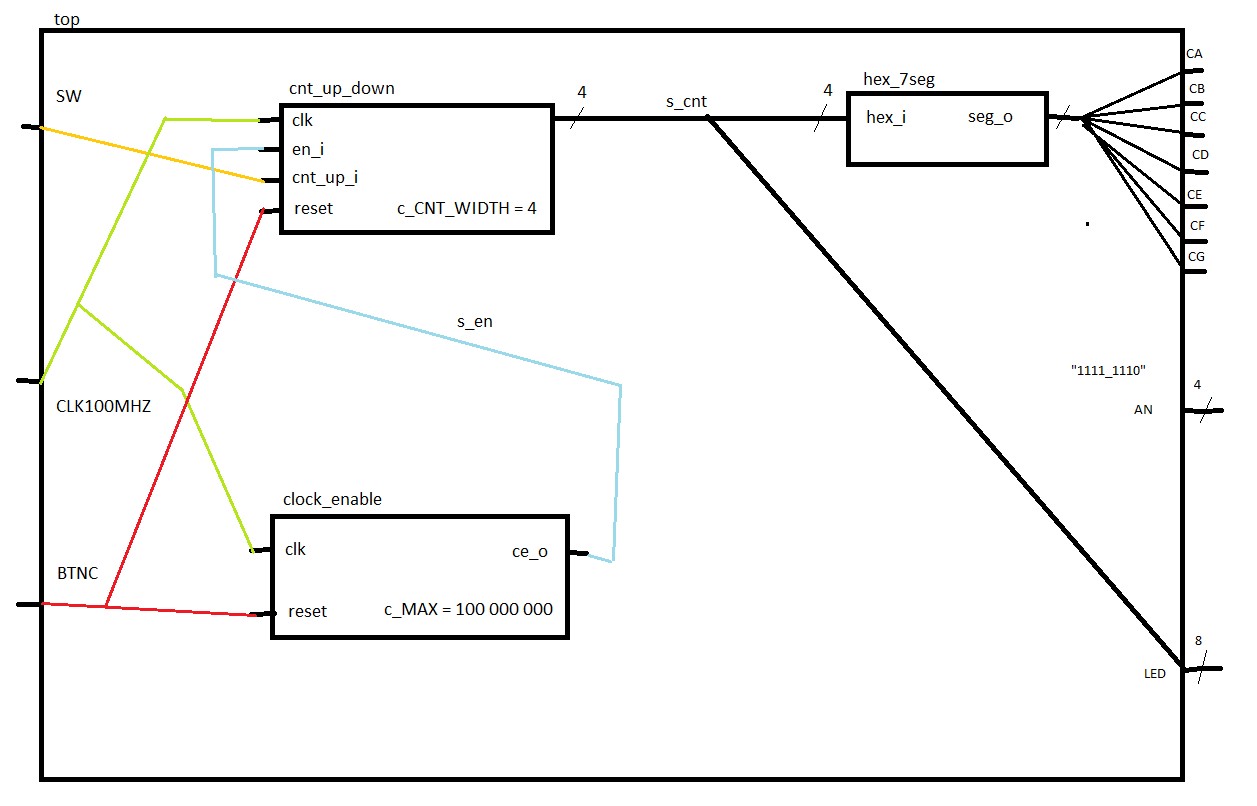 top
SW
cnt_up_down
clk
en_i
cnt_up_i
reset
c_CNT_WIDTH = 4
4
s_cnt
4
hex_7seg
hex_i
seg_o
CA
CB
CC
CD
CE
CF
CG
s_en
"1111_1110"
4
AN
CLK100MHZ
clock_enable
clk
ce_o
reset
c_MAX = 100 000 000
BTNC
8
LED